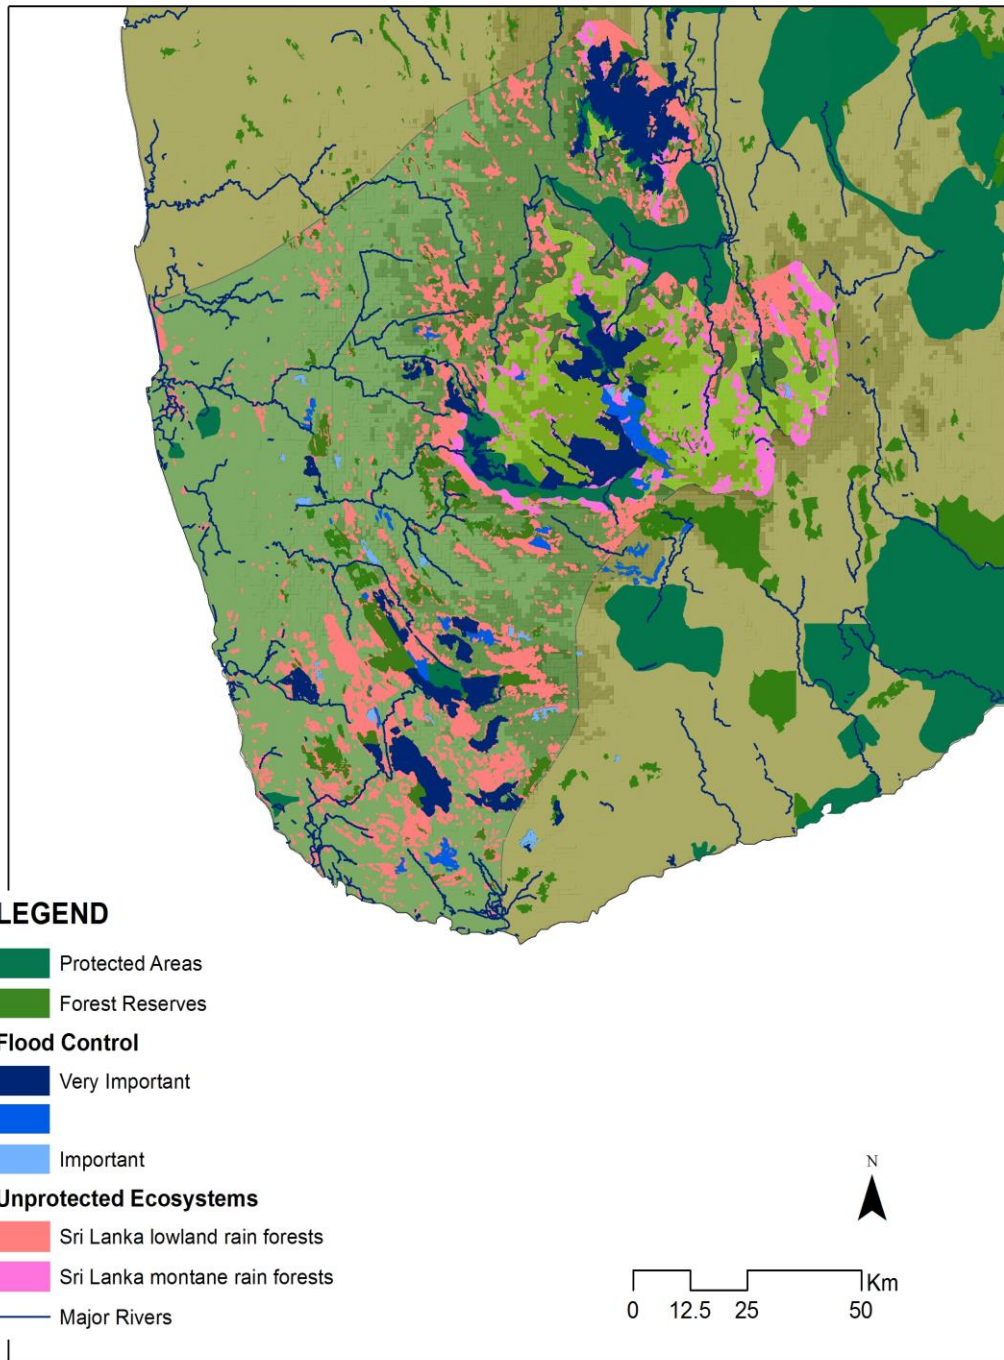 LEGEND
Protected Areas
Forest Reserves
Flood Control
Very Important
Important
Unprotected Ecosystems
Sri Lanka lowland rain forests
Sri Lanka montane rain forests
Major Rivers
N
Km
0 12.5 25 50